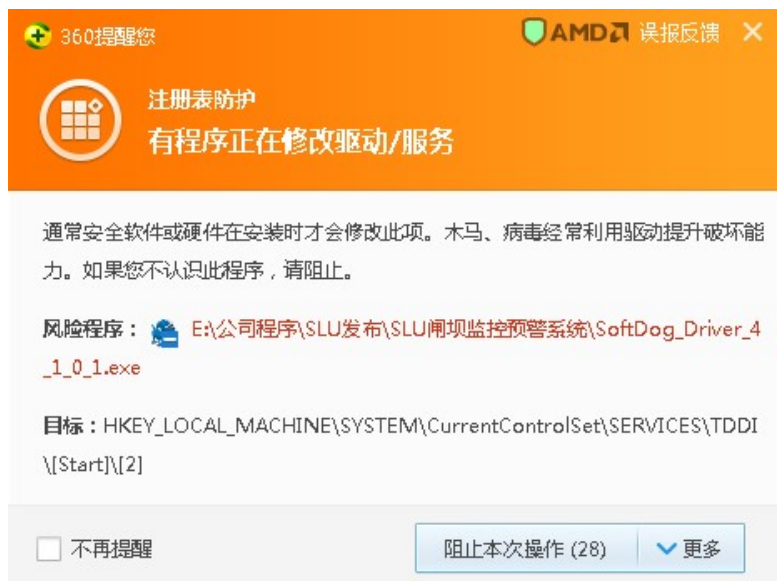 360提醒您
AMD 误报反馈
注册表防护
有程序正在修改驱动/服务
通常安全软件或硬件在安装时才会修改此项。木马、病毒经常利用驱动提升破坏能
力。如果您不认识此程序，请阻止。
风险程序： E:\公司程序\SLU发布\SLU闸坝监控预警系统\SoftDog_Driver_4
_1_0_1.exe
目标：HKEY_LOCAL_MACHINE\SYSTEM\CurrentControlSet\SERVICES\TDDI
\[Start]\[2]
不再提醒
阻止本次操作 (28) 更多